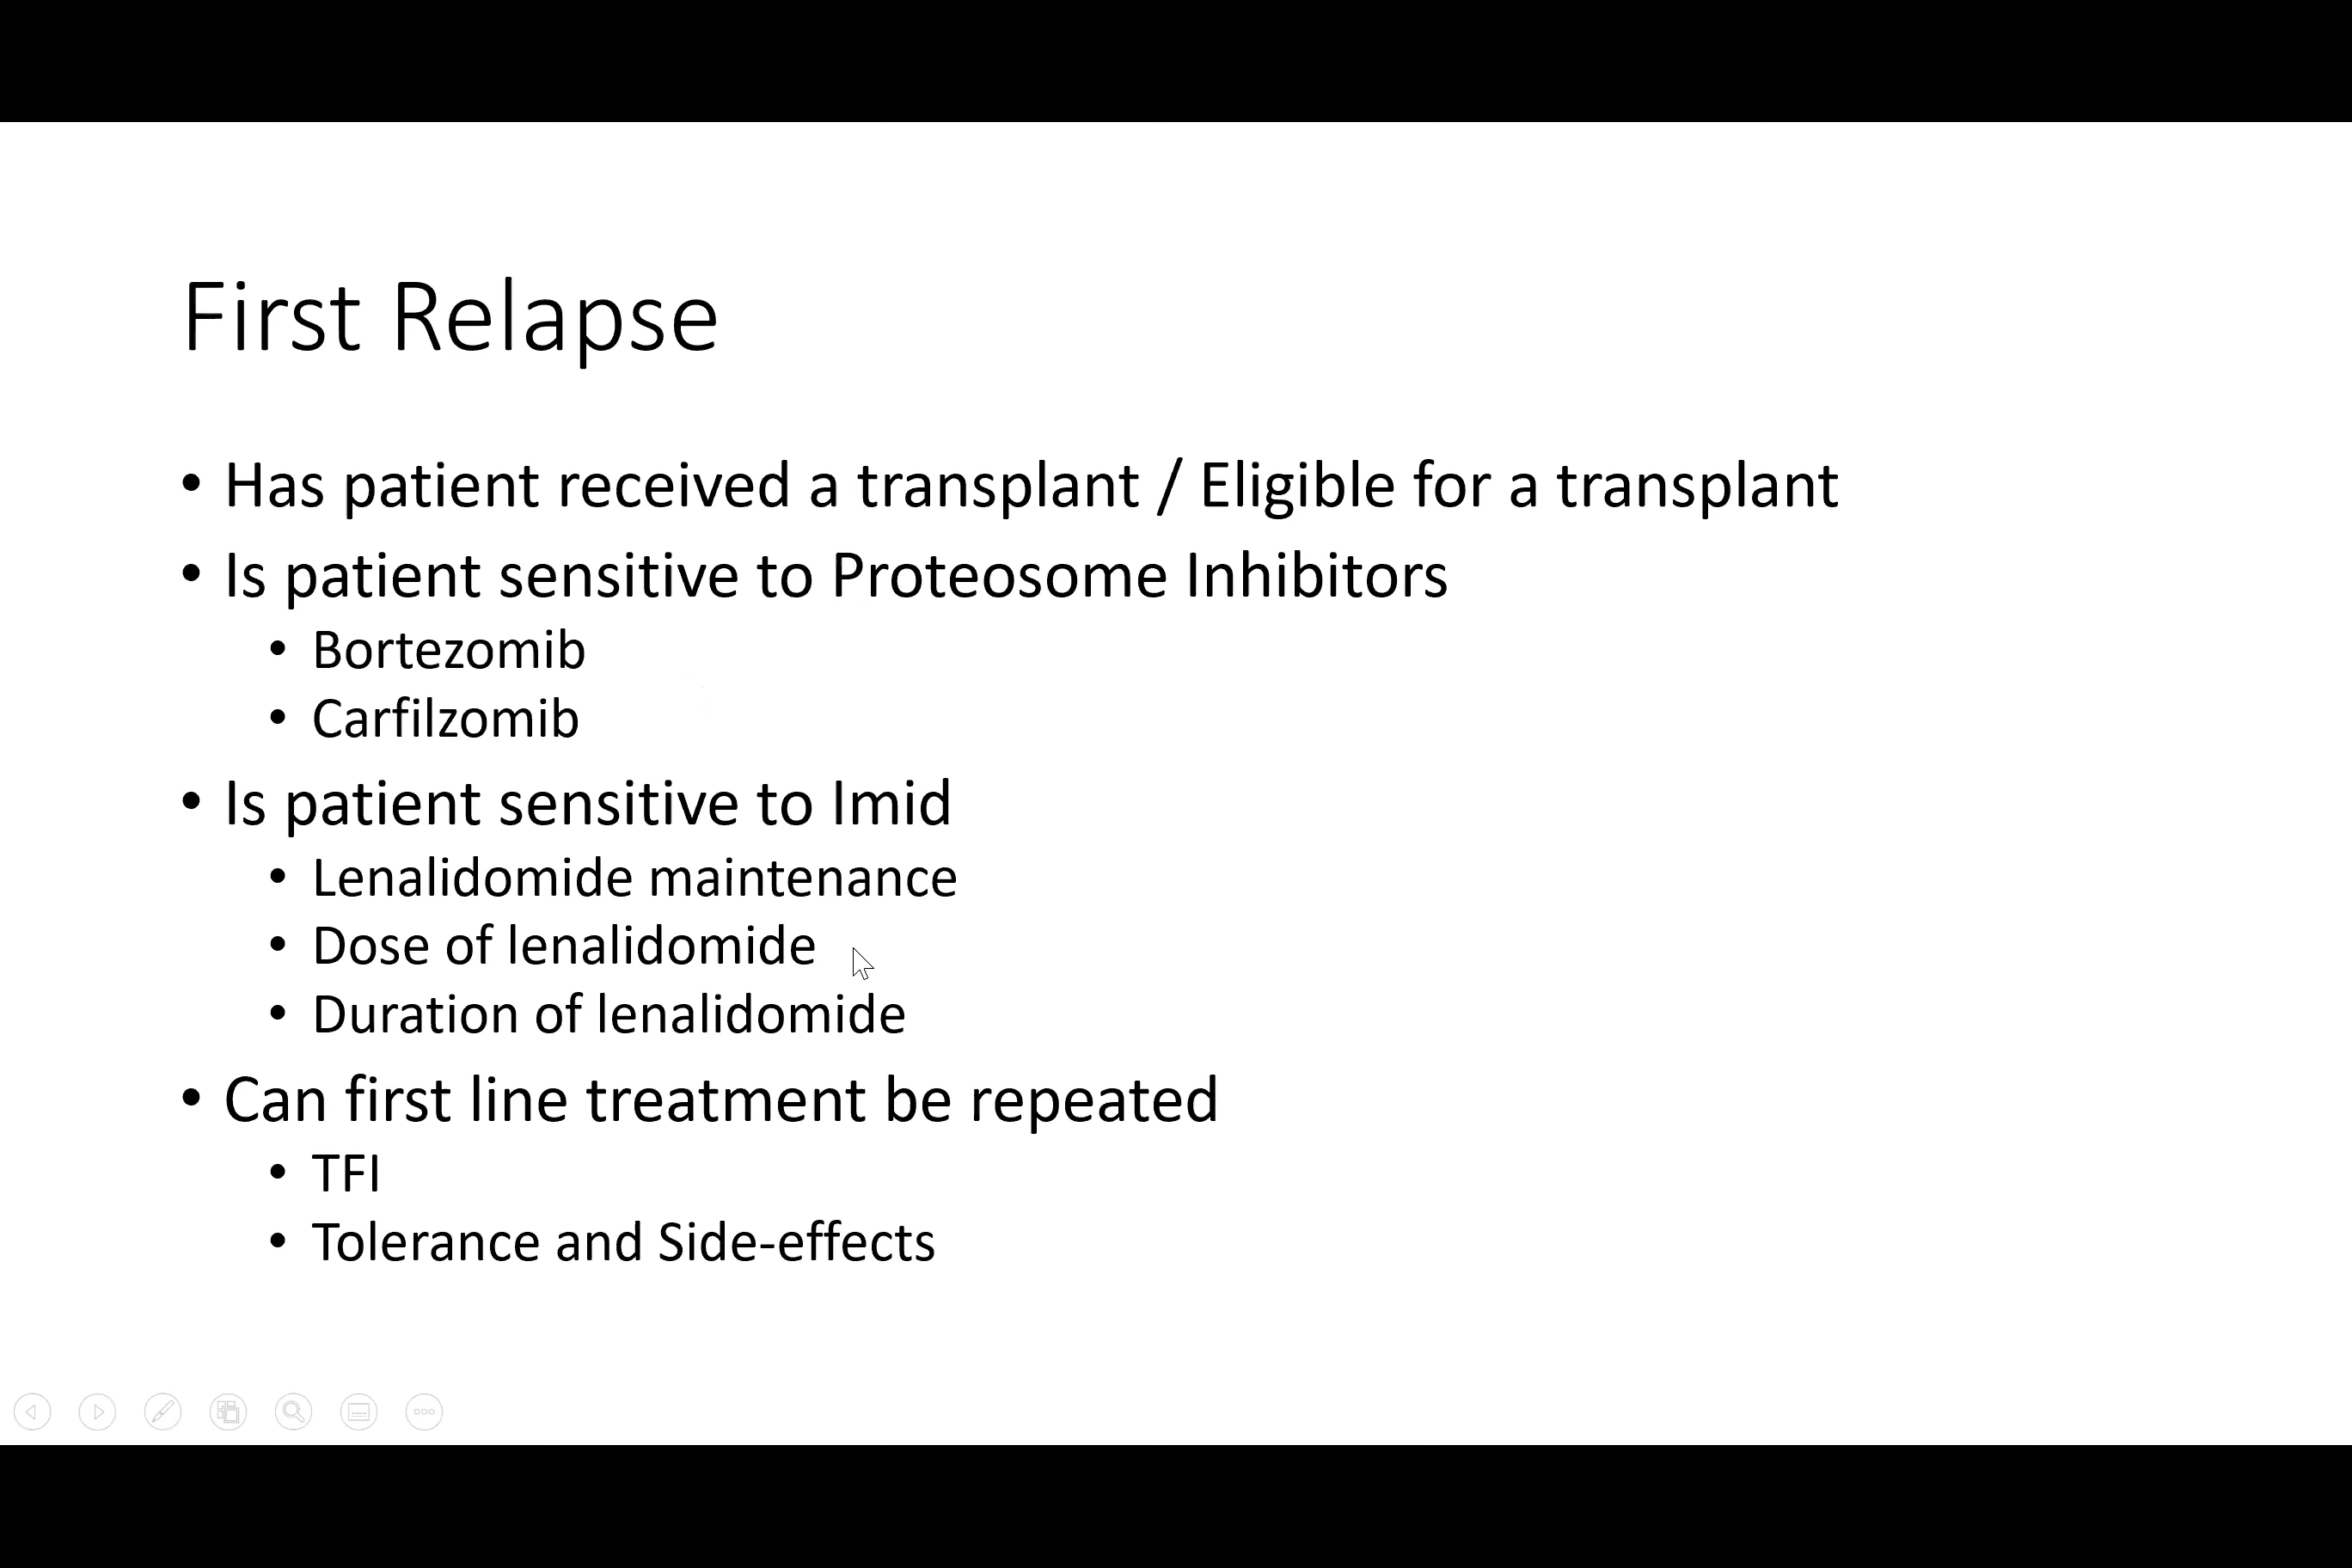 First Relapse
• Has patient received a transplant / Eligible for a transplant
• Is patient sensitive to Proteosome Inhibitors
• Bortezomib
• Carfilzomib
• Is patient sensitive to Imid
• Lenalidomide maintenance
• Dose of lenalidomide
• Duration of lenalidomide
• Can first line treatment be repeated
• TFI
• Tolerance and Side-effects